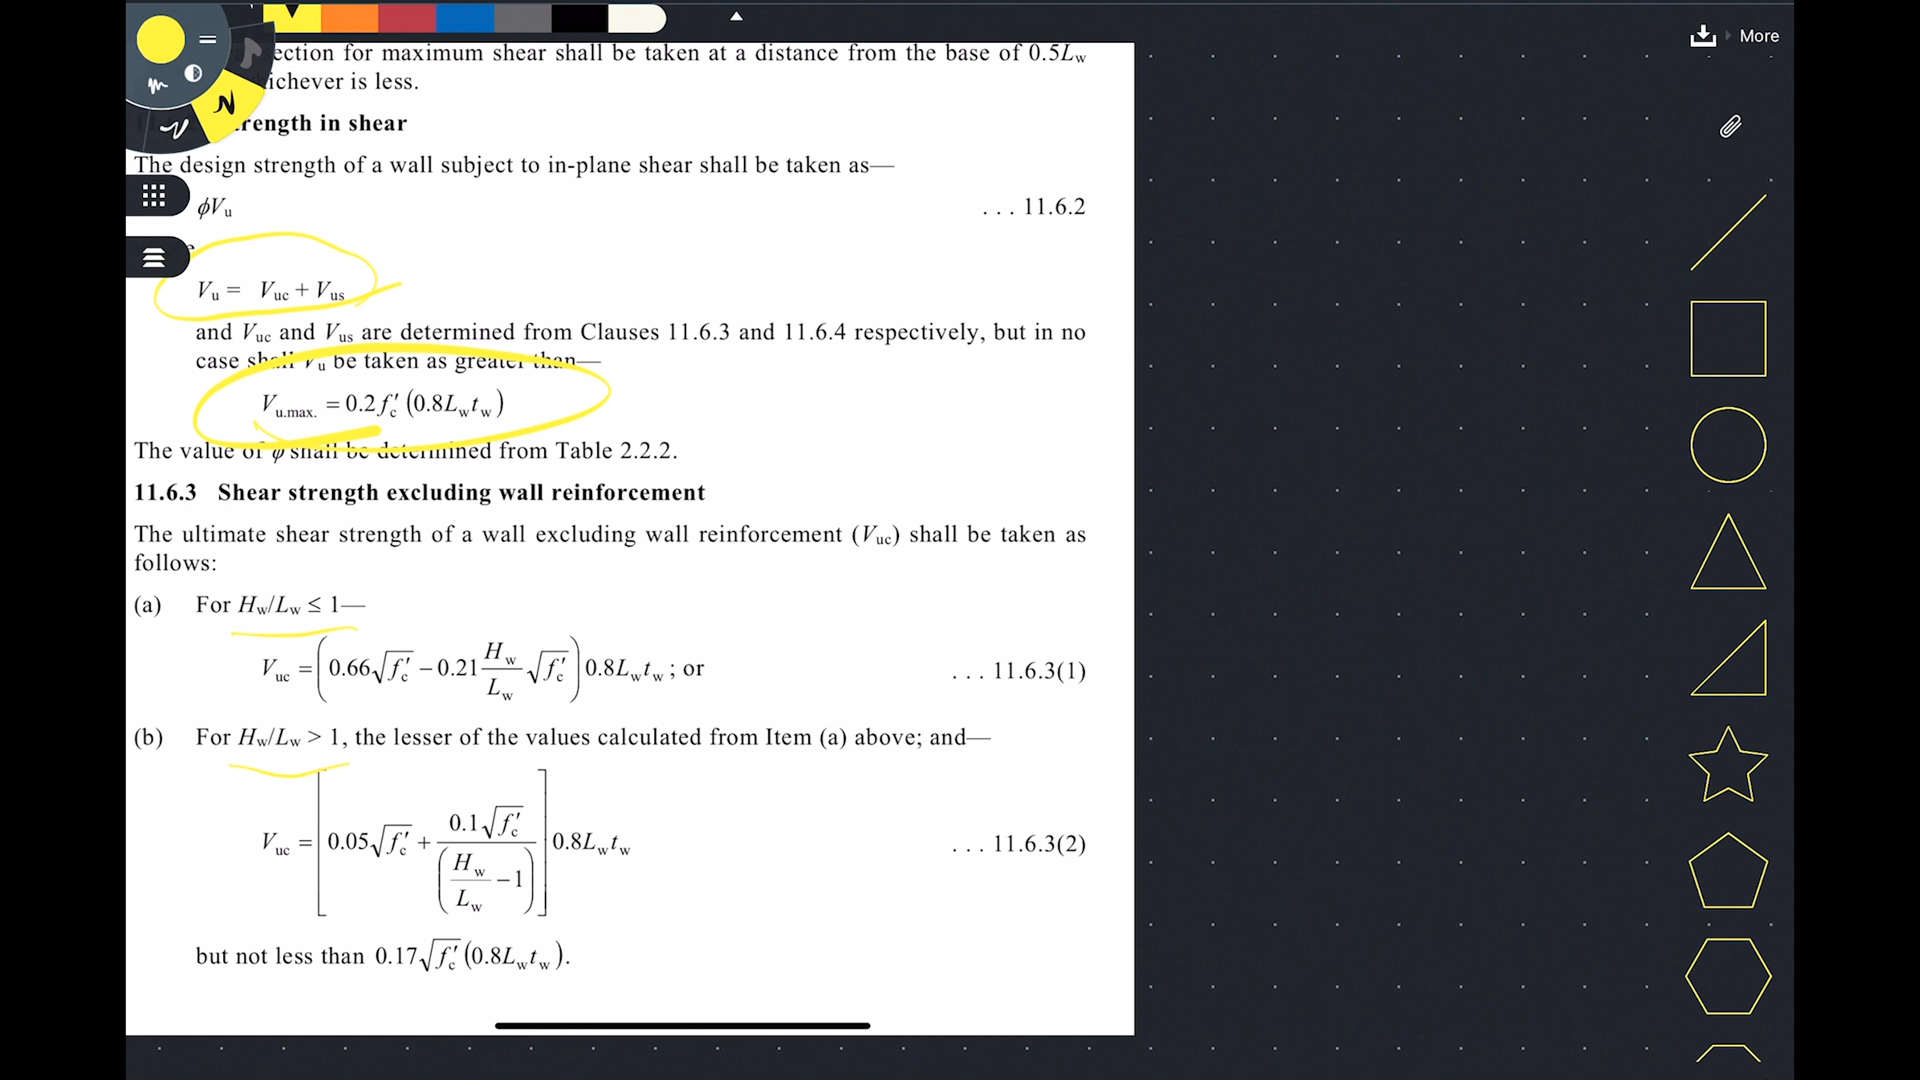 More
ection for maximum shear shall be taken at a distance from the base of 0.5Lw
ichever is less.
rength in shear
The design strength of a wall subject to in-plane shear shall be taken as—
ϕVu ... 11.6.2
e
Vu = Vuc + Vus
and Vuc and Vus are determined from Clauses 11.6.3 and 11.6.4 respectively, but in no
case shall Vu be taken as greater than—
Vu.max. = 0.2 f′c (0.8Lwtw)
The value of φ shall be determined from Table 2.2.2.
11.6.3 Shear strength excluding wall reinforcement
The ultimate shear strength of a wall excluding wall reinforcement (Vuc) shall be taken as
follows:
(a) For Hw/Lw ≤ 1—
Vuc = (0.66√f′c − 0.21 Hw/Lw √f′c) 0.8Lwtw ; or ... 11.6.3(1)
(b) For Hw/Lw > 1, the lesser of the values calculated from Item (a) above; and—
Vuc = [0.05√f′c + 0.1√f′c / (Hw/Lw − 1)] 0.8Lwtw ... 11.6.3(2)
but not less than 0.17√f′c (0.8Lwtw).